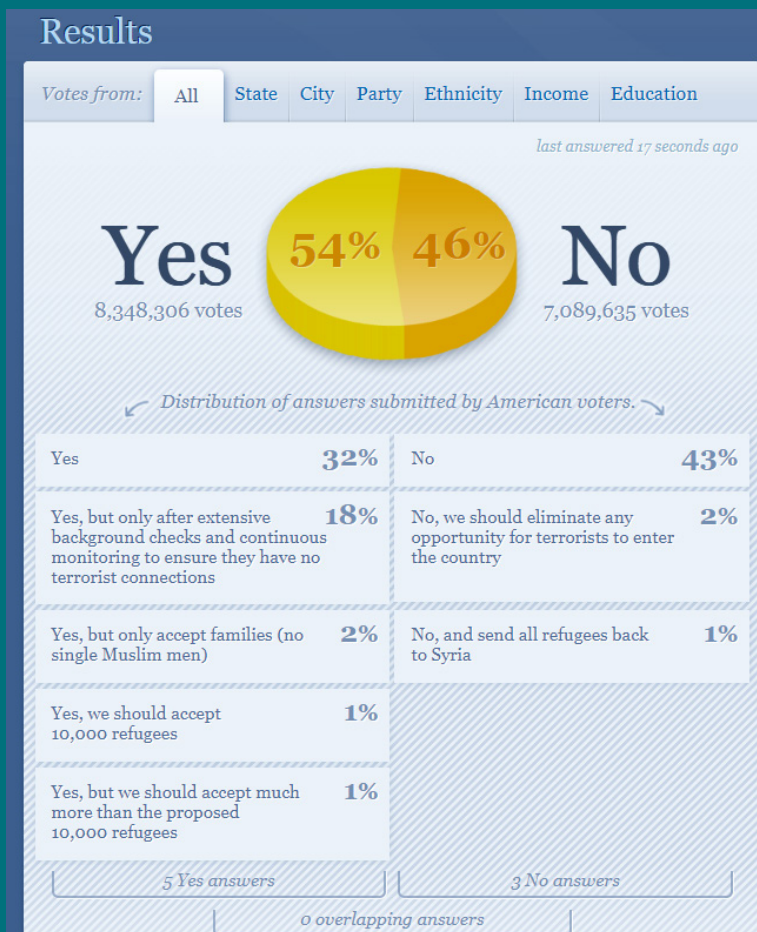 Results
Votes from: All State City Party Ethnicity Income Education
last answered 17 seconds ago
Yes
8,348,306 votes
54% 46%
No
7,089,635 votes
Distribution of answers submitted by American voters.
Yes 32%
No 43%
Yes, but only after extensive 18%
background checks and continuous
monitoring to ensure they have no
terrorist connections
No, we should eliminate any 2%
opportunity for terrorists to enter
the country
Yes, but only accept families (no 2%
single Muslim men)
No, and send all refugees back 1%
to Syria
Yes, we should accept 1%
10,000 refugees
Yes, but we should accept much 1%
more than the proposed
10,000 refugees
5 Yes answers
3 No answers
0 overlapping answers